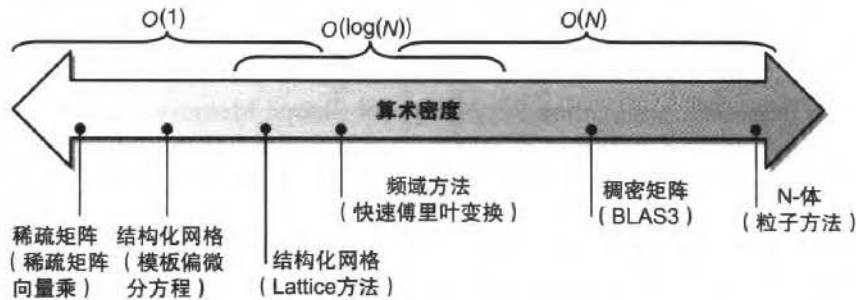 O(1)
O(log(N))
O(N)
算术密度
稀疏矩阵
（稀疏矩阵
向量乘）
结构化网格
（模板偏微
分方程）
结构化网格
（Lattice方法）
频域方法
（快速傅里叶变换）
稠密矩阵
（BLAS3）
N-体
（粒子方法）